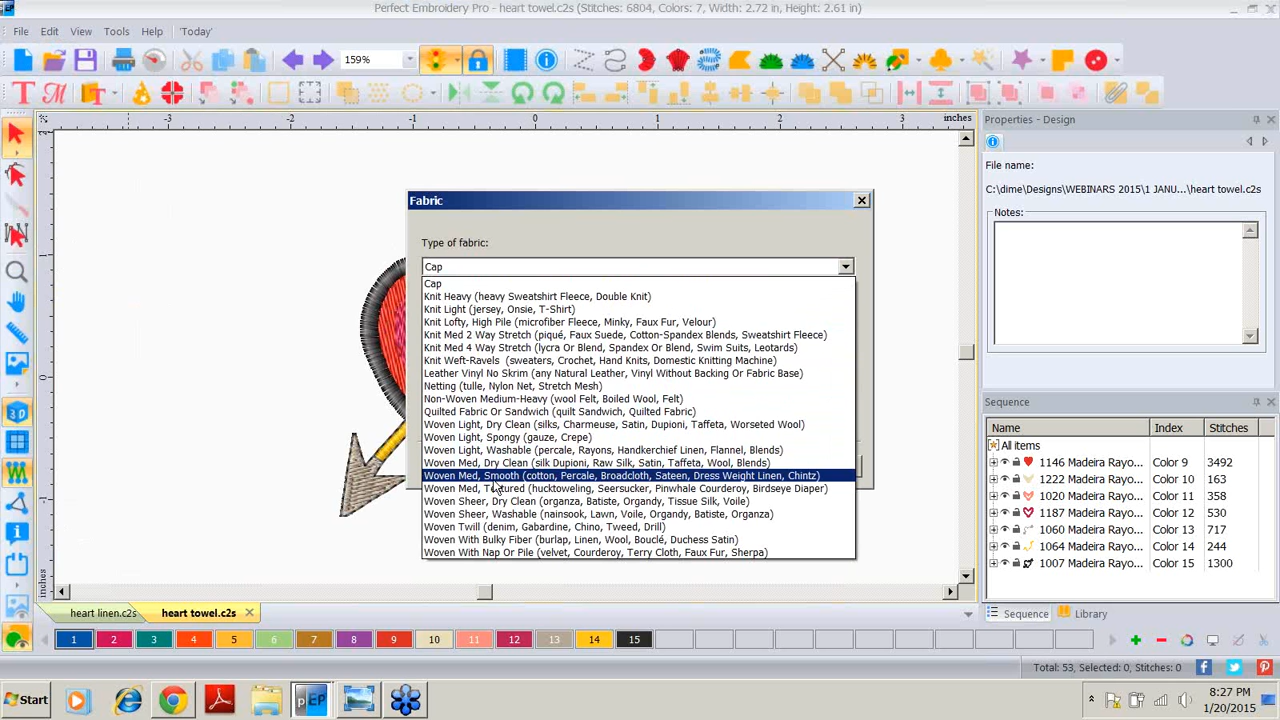 Perfect Embroidery Pro - heart towel.c2s (Stitches: 6804, Colors: 7, Width: 2.72 in, Height: 2.61 in)
File Edit View Tools Help 'Today'
159%
-3 -2 -1 0 1 2 3 inches
Properties - Design
File name:
C:\dime\Designs\WEBINAR 2015\1 JANU...\heart towel.c2s
Notes:
Fabric
Type of fabric:
Cap
Cap
Knit Heavy (heavy Sweatshirt Fleece, Double Knit)
Knit Light (jersey, Onsie, T-Shirt)
Knit Lofty, High Pile (microfiber Fleece, Minky, Faux Fur, Velour)
Knit Med 2 Way Stretch (piqué, Faux Suede, Cotton-Spandex Blends, Sweatshirt Fleece)
Knit Med 4 Way Stretch (lycra Or Blend, Spandex Or Blend, Swim Suits, Leotards)
Knit Weft-Ravels (sweaters, Crochet, Hand Knits, Domestic Knitting Machine)
Leather Vinyl No Skrim (any Natural Leather, Vinyl Without Backing Or Fabric Base)
Netting (tulle, Nylon Net, Stretch Mesh)
Non-Woven Medium-Heavy (wool Felt, Boiled Wool, Felt)
Quilted Fabric Or Sandwich (quilt Sandwich, Quilted Fabric)
Woven Light, Dry Clean (silks, Charmeuse, Satin, Dupioni, Taffeta, Worseted Wool)
Woven Light, Spongy (gauze, Crepe)
Woven Light, Washable (percale, Rayons, Handkerchief Linen, Flannel, Blends)
Woven Med, Dry Clean (silk Dupioni, Raw Silk, Satin, Taffeta, Wool, Blends)
Woven Med, Smooth (cotton, Percale, Broadcloth, Sateen, Dress Weight Linen, Chintz)
Woven Med, Textured (hucktoweling, Seersucker, Pinwhale Courderoy, Birdseye Diaper)
Woven Sheer, Dry Clean (organza, Batiste, Organdy, Tissue Silk, Voile)
Woven Sheer, Washable (nainsook, Lawn, Voile, Organdy, Batiste, Organza)
Woven Twill (denim, Gabardine, Chino, Tweed, Drill)
Woven With Bulky Fiber (burlap, Linen, Wool, Bouclé, Duchess Satin)
Woven With Nap Or Pile (velvet, Courderoy, Terry Cloth, Faux Fur, Sherpa)
Sequence
Name Index Stitches
All items
1146 Madeira Rayo... Color 9 3492
1222 Madeira Rayo... Color 10 163
1020 Madeira Rayo... Color 11 358
1187 Madeira Rayo... Color 12 530
1060 Madeira Rayo... Color 13 717
1064 Madeira Rayo... Color 14 244
1007 Madeira Rayo... Color 15 1300
2 1 0 inches
heart linen.c2s heart towel.c2s
Sequence Library
1 2 3 4 5 6 7 8 9 10 11 12 13 14 15
Total: 53, Selected: 0, Stitches: 0
Start
pEP
8:27 PM
1/20/2015